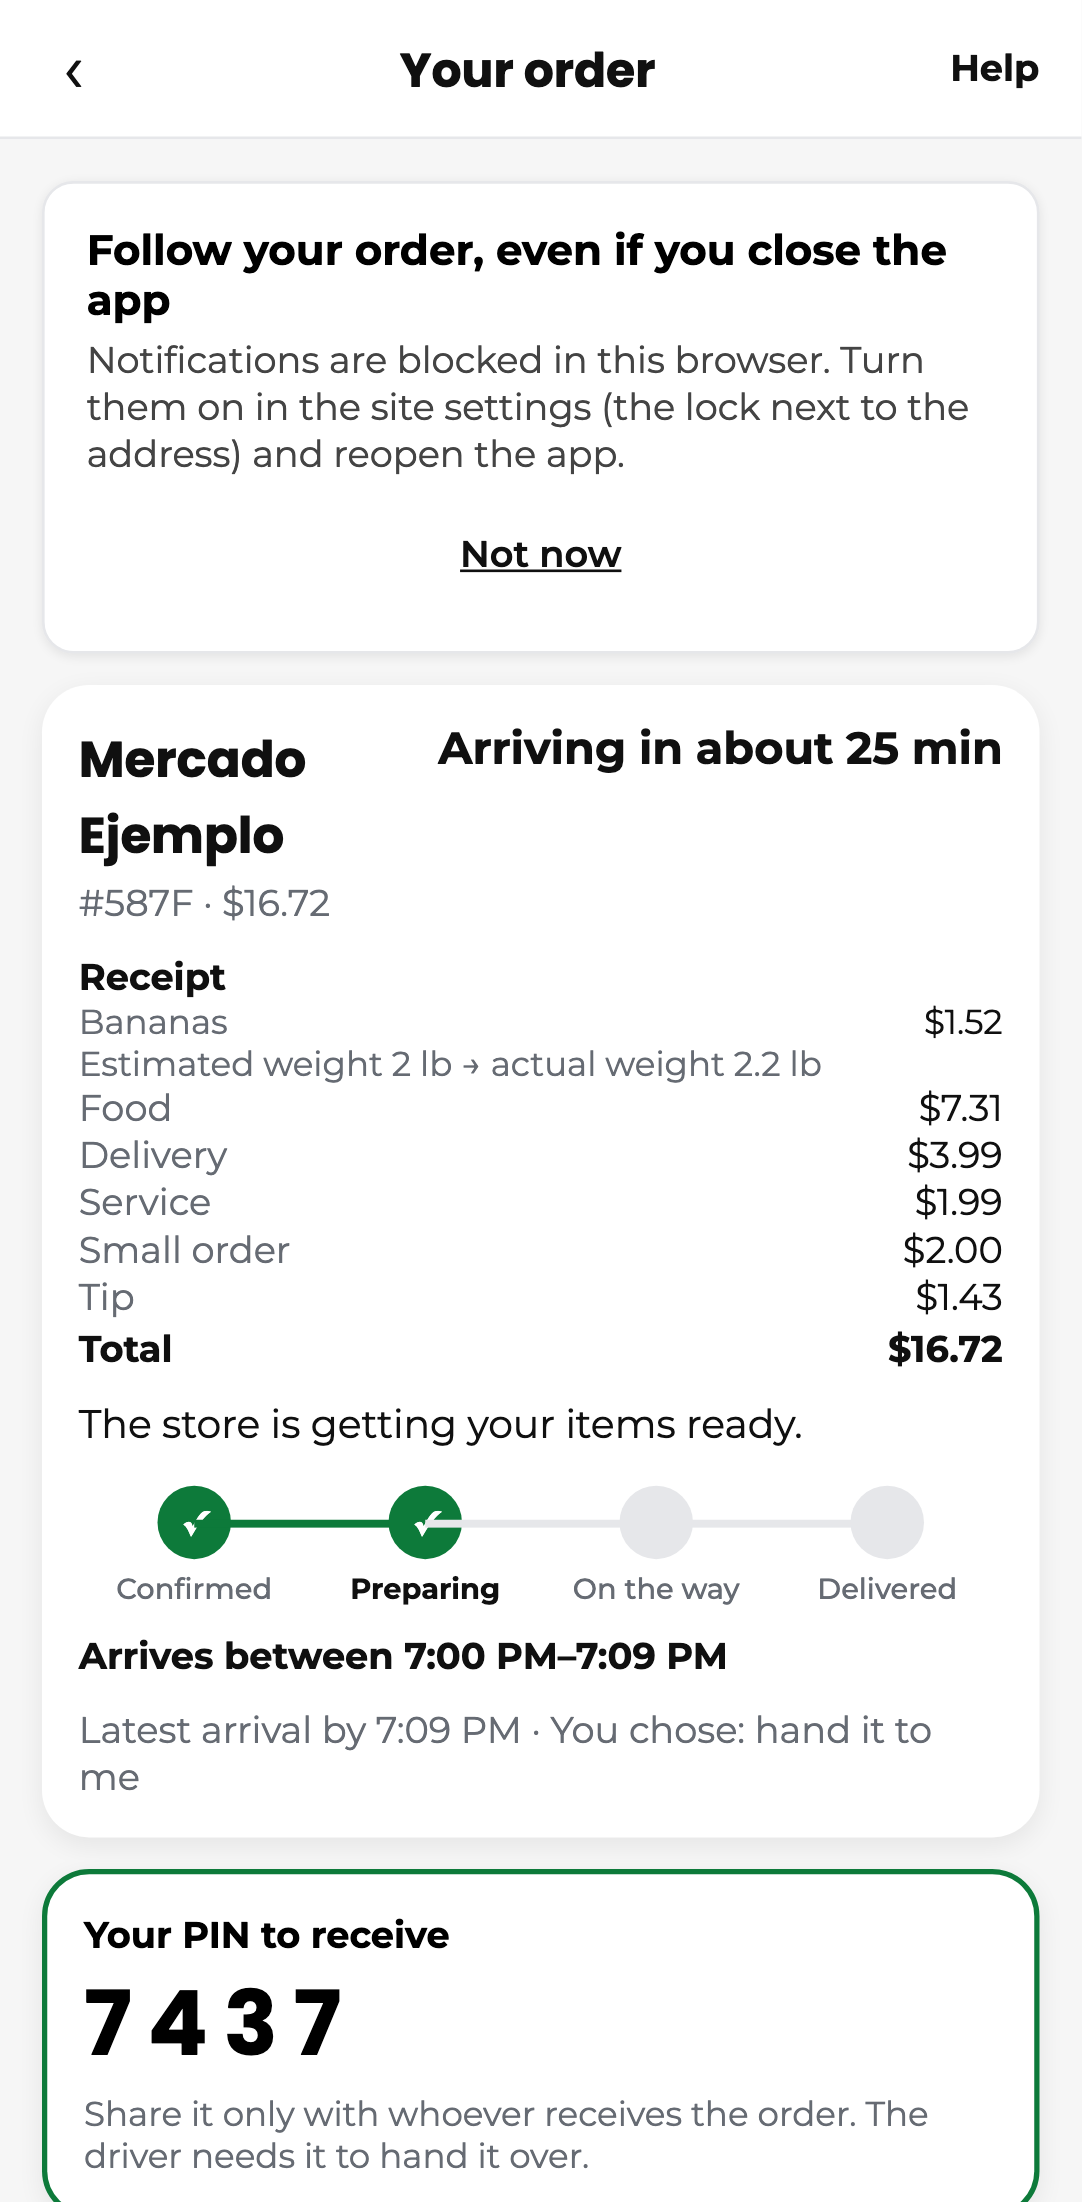 ‹
Your order
Help
Follow your order, even if you close the
app
Notifications are blocked in this browser. Turn
them on in the site settings (the lock next to the
address) and reopen the app.
Not now
Mercado
Ejemplo
Arriving in about 25 min
#587F · $16.72
Receipt
Bananas $1.52
Estimated weight 2 lb → actual weight 2.2 lb
Food $7.31
Delivery $3.99
Service $1.99
Small order $2.00
Tip $1.43
Total $16.72
The store is getting your items ready.
Confirmed Preparing On the way Delivered
Arrives between 7:00 PM–7:09 PM
Latest arrival by 7:09 PM · You chose: hand it to
me
Your PIN to receive
7437
Share it only with whoever receives the order. The
driver needs it to hand it over.